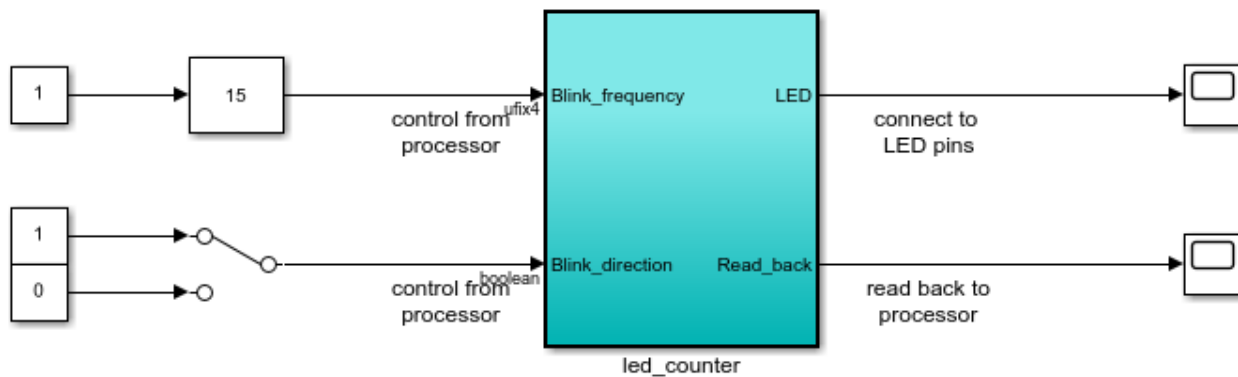 1
15
Blink_frequency
LED
ufix4
control from
processor
connect to
LED pins
1
0
Blink_direction
Read_back
boolean
control from
processor
read back to
processor
led_counter